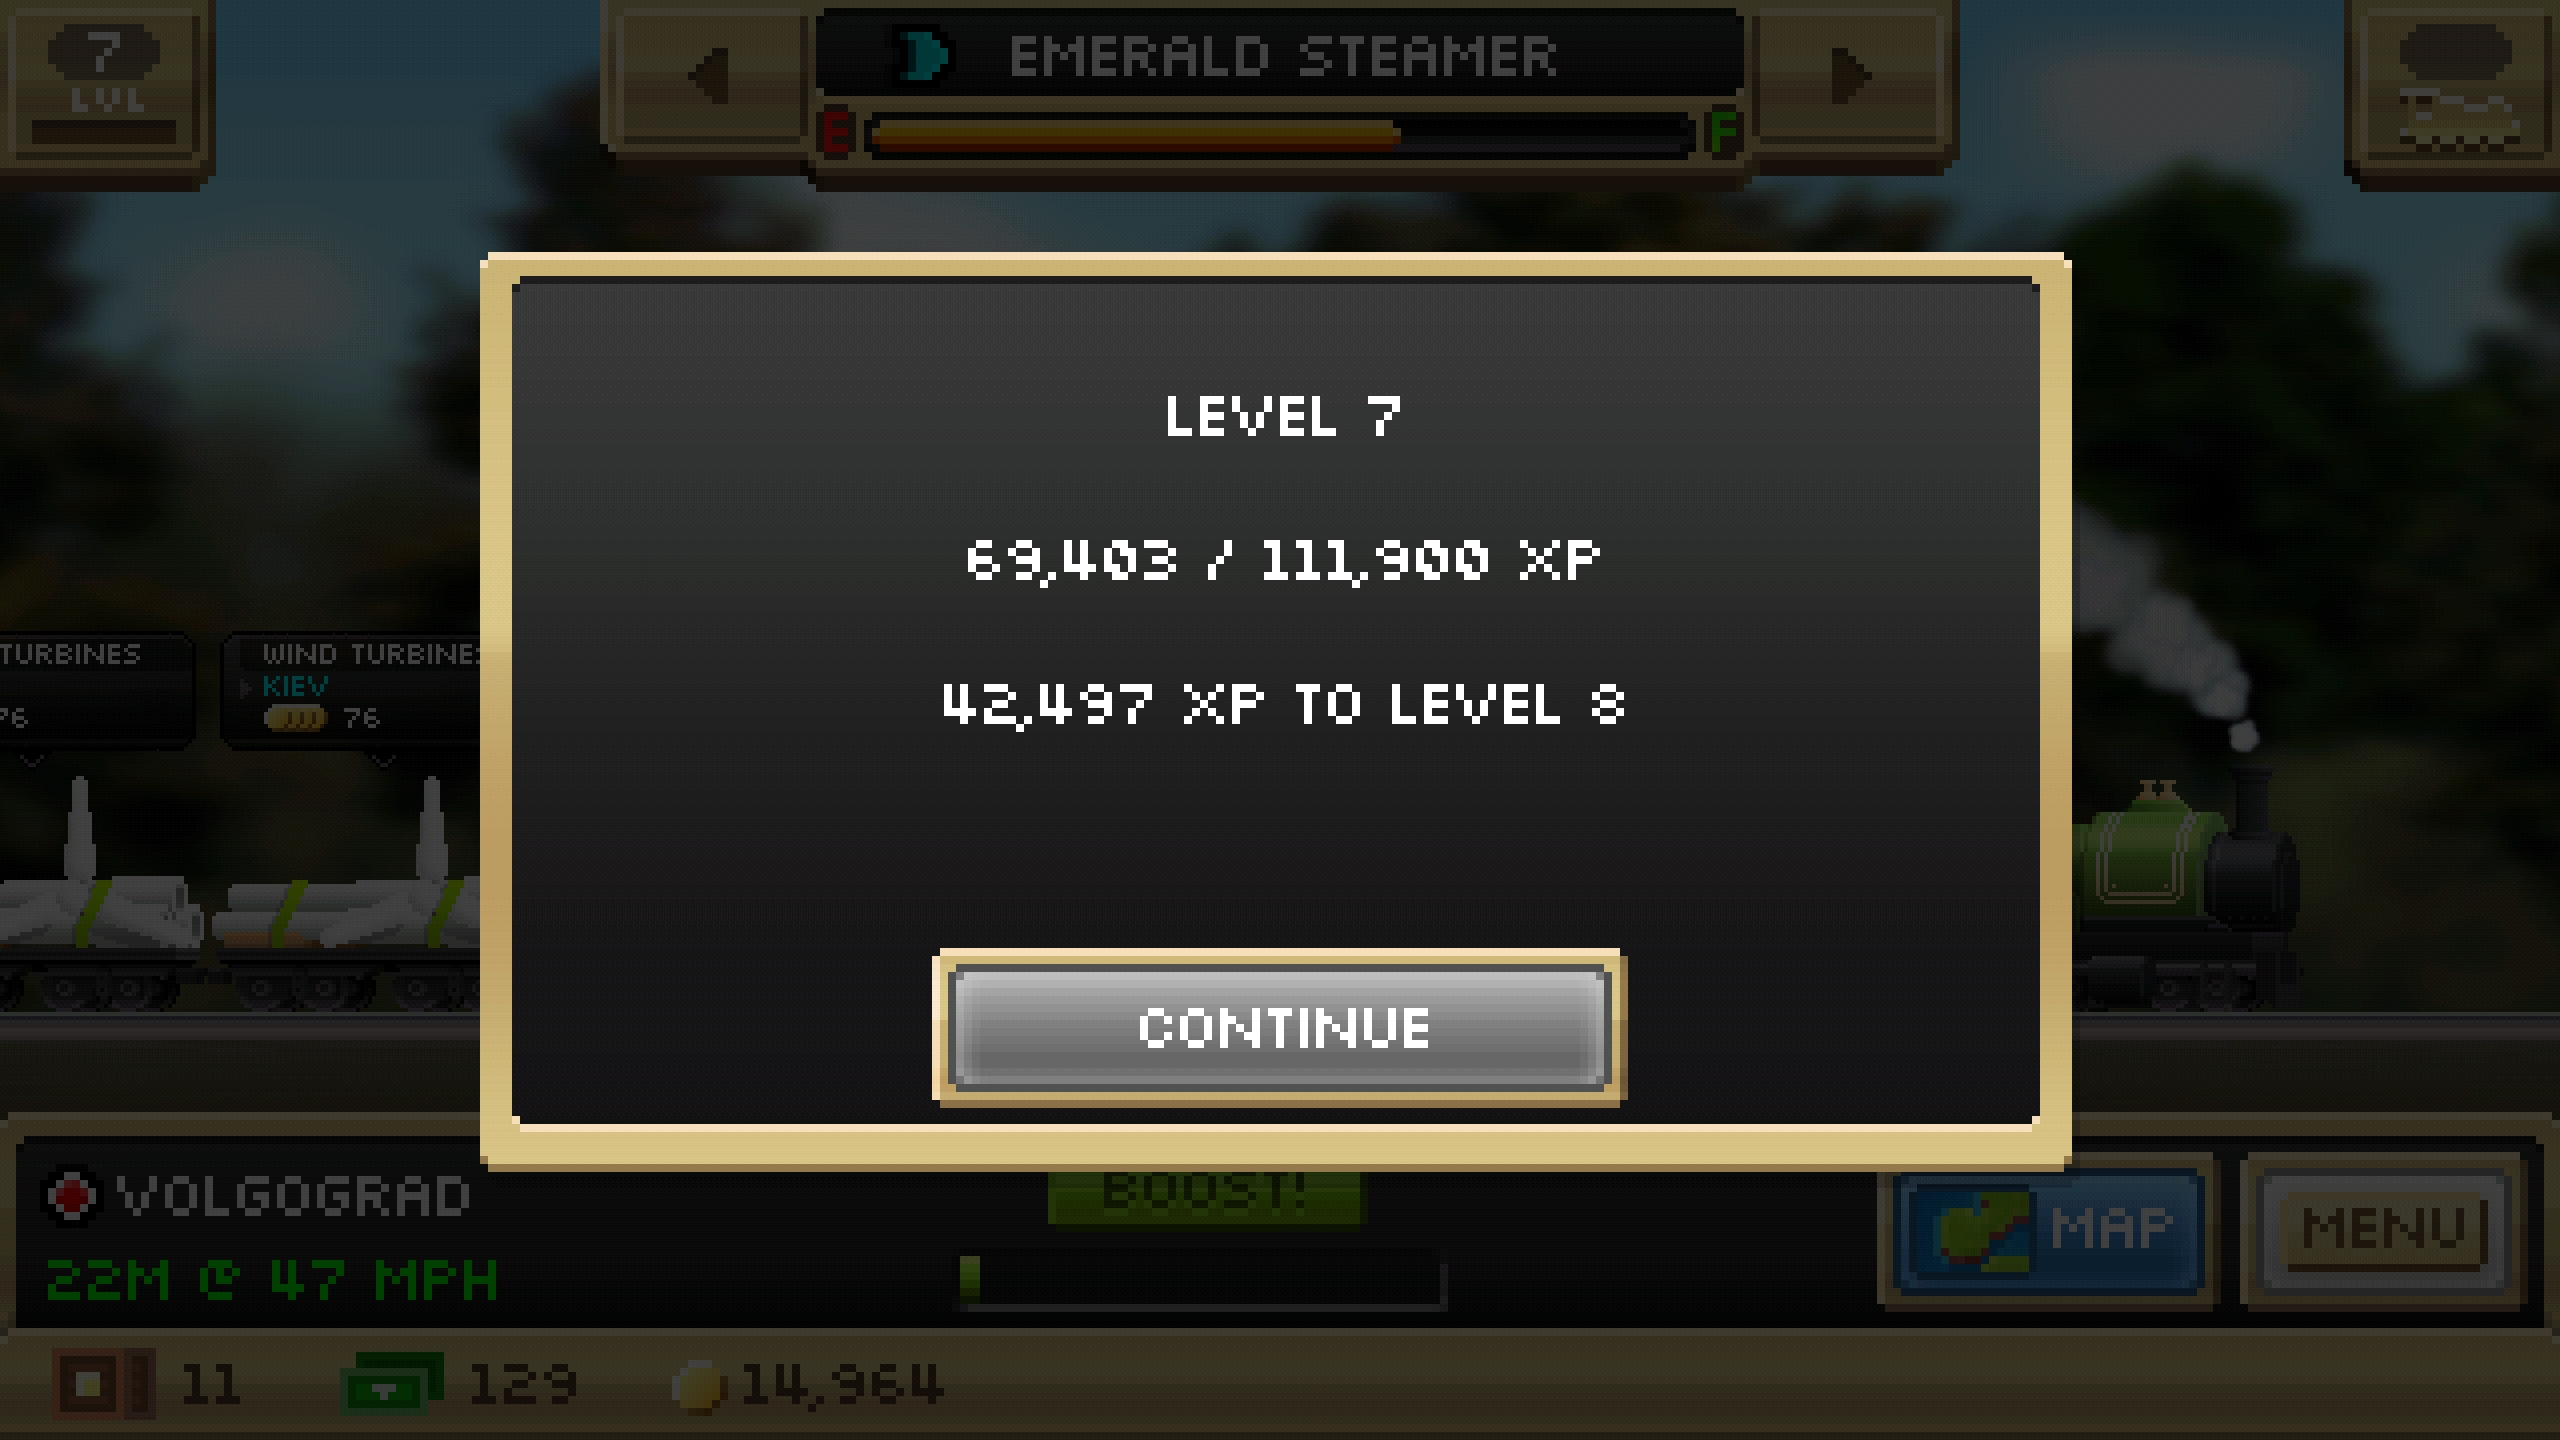 7
LVL
EMERALD STEAMER
E
F
LEVEL 7
69,403 / 111,900 XP
42,497 XP TO LEVEL 8
CONTINUE
TURBINES
76
WIND TURBINES
KIEV
76
VOLGOGRAD
22M @ 47 MPH
BOOST!
MAP
MENU
11
129
14,964